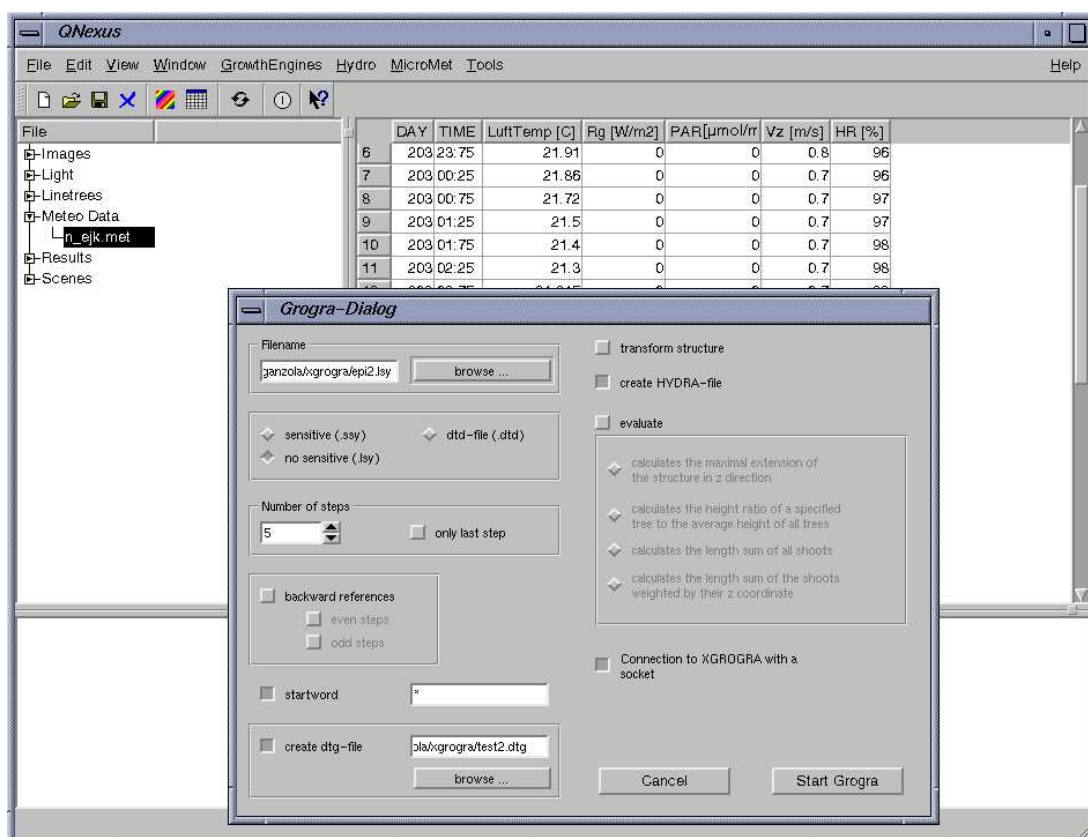 QNexus
File Edit View Window GrowthEngines Hydro MicroMet Tools Help
File
Images
Light
Linetrees
Meteo Data
n_ejk.met
Results
Scenes
DAY TIME LuftTemp [C] Rg [W/m2] PAR[µmol/m Vz [m/s] HR [%]
6 203 23:75 21.91 0 0 0.8 96
7 203 00:25 21.86 0 0 0.7 96
8 203 00:75 21.72 0 0 0.7 97
9 203 01:25 21.5 0 0 0.7 97
10 203 01:75 21.4 0 0 0.7 98
11 203 02:25 21.3 0 0 0.7 98
Grogra-Dialog
Filename
ganzola/xgrogra/epi2.lsy browse ...
sensitive (.ssy) dtd-file (.dtd)
no sensitive (.lsy)
Number of steps
5 only last step
backward references
even steps
odd steps
startword *
create dtg-file ola/xgrogra/test2.dtg
browse ...
transform structure
create HYDRA-file
evaluate
calculates the maximal extension of
the structure in z direction
calculates the height ratio of a specified
tree to the average height of all trees
calculates the length sum of all shoots
calculates the length sum of the shoots
weighted by their z coordinate
Connection to XGROGRA with a
socket
Cancel Start Grogra